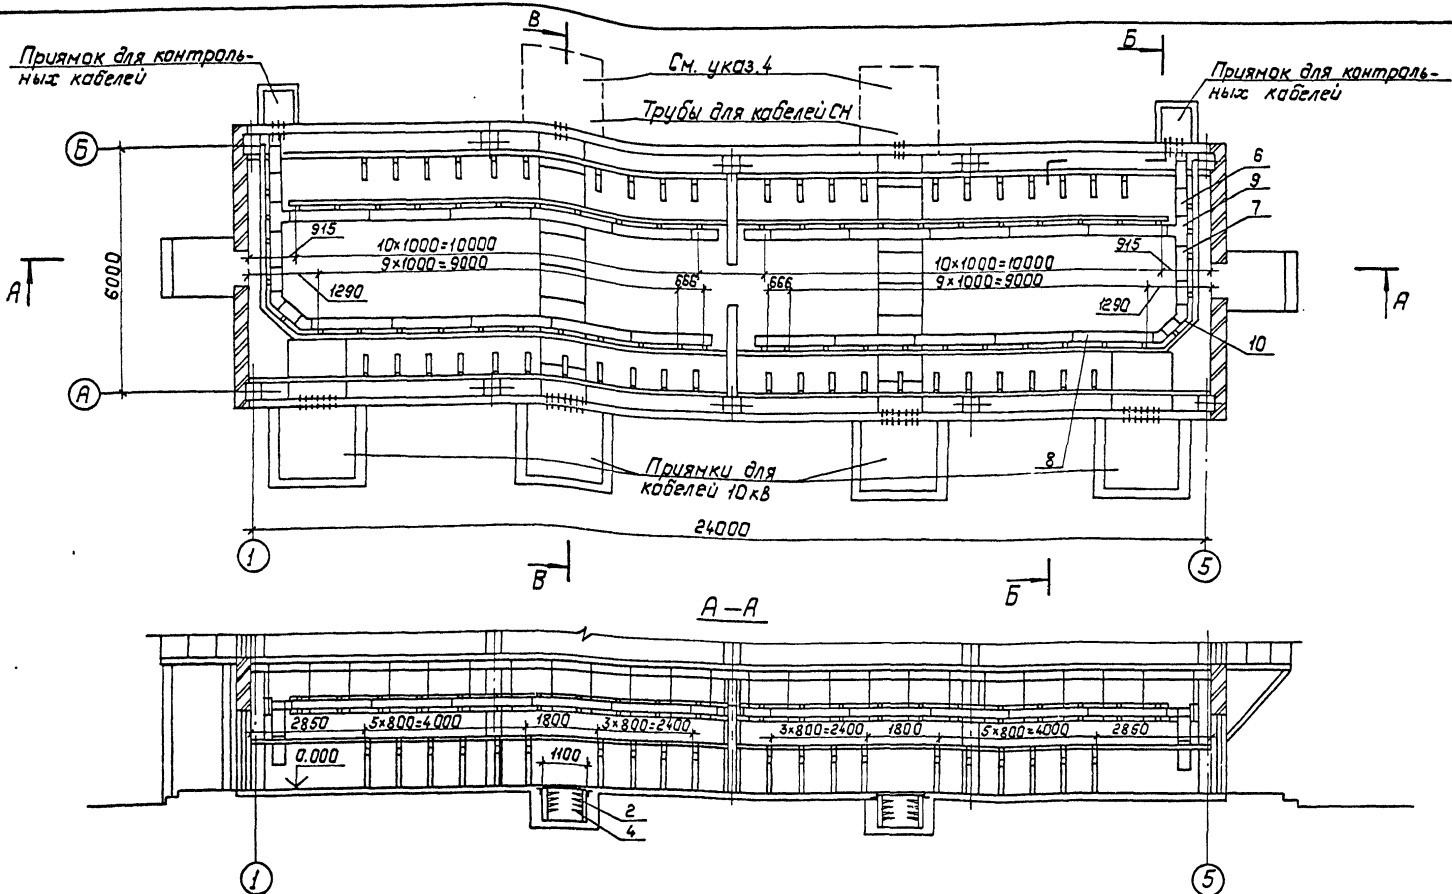 В
Б
Приямок для контроль-
ных кабелей
См. указ. 4
Трубы для кабелей СН
Приямок для контроль-
ных кабелей
Б
6
9
7
915
10×1000=10000
9×1000=9000
1290
666
666
10×1000=10000
9×1000=9000
915
1290
А
А
6000
10
А
8
Приямки для
кабелей 10кВ
24000
1
5
В
Б
А-А
2850
5×800=4000
1800
3×800=2400
3×800=2400
1800
5×800=4000
2850
0.000
1100
2
4
1
5